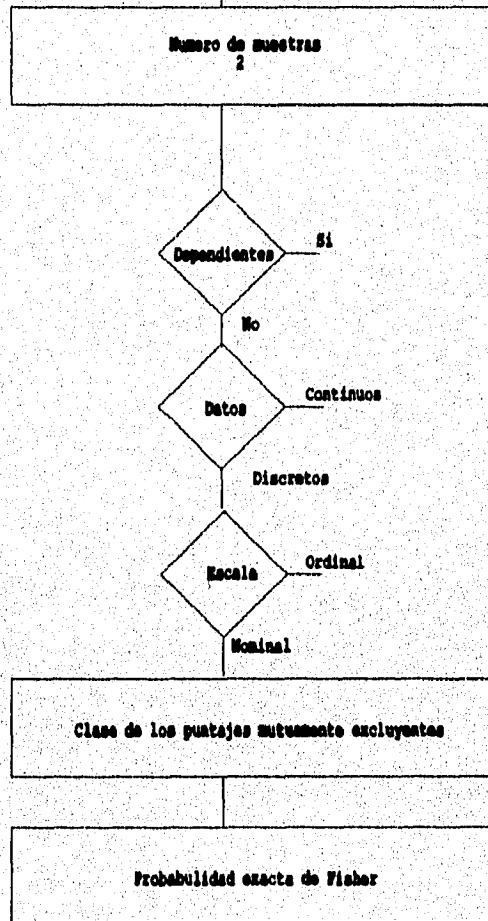 Numero de muestras
2
Dependientes
Si
No
Datos
Continuos
Discretos
Escala
Ordinal
Nominal
Clase de los puntajes mutuamente excluyentes
Probabulidad exacta de Fisher